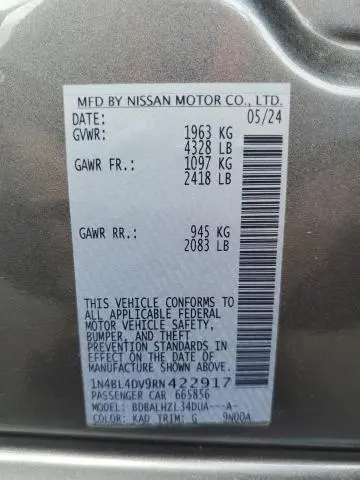 MFD BY NISSAN MOTOR CO., LTD.
DATE: 05/24
GVWR: 1963 KG
4328 LB
GAWR FR.: 1097 KG
2418 LB
GAWR RR.: 945 KG
2083 LB
THIS VEHICLE CONFORMS TO
ALL APPLICABLE FEDERAL
MOTOR VEHICLE SAFETY,
BUMPER, AND THEFT
PREVENTION STANDARDS
IN EFFECT ON THE DATE OF
MANUFACTURE SHOWN ABOVE.
1N4BL4DV9RN422917
PASSENGER CAR 665856
MODEL: BDBALHZL34DUA---A-
COLOR: KAD TRIM: G 9N00A